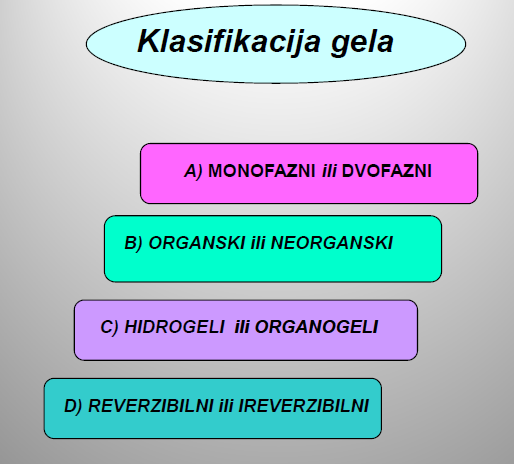 Klasifikacija gela
A) MONOFAZNI ili DVOFAZNI
B) ORGANSKI ili NEORGANSKI
C) HIDROGELI ili ORGANOGELI
D) REVERZIBILNI ili IREVERZIBILNI